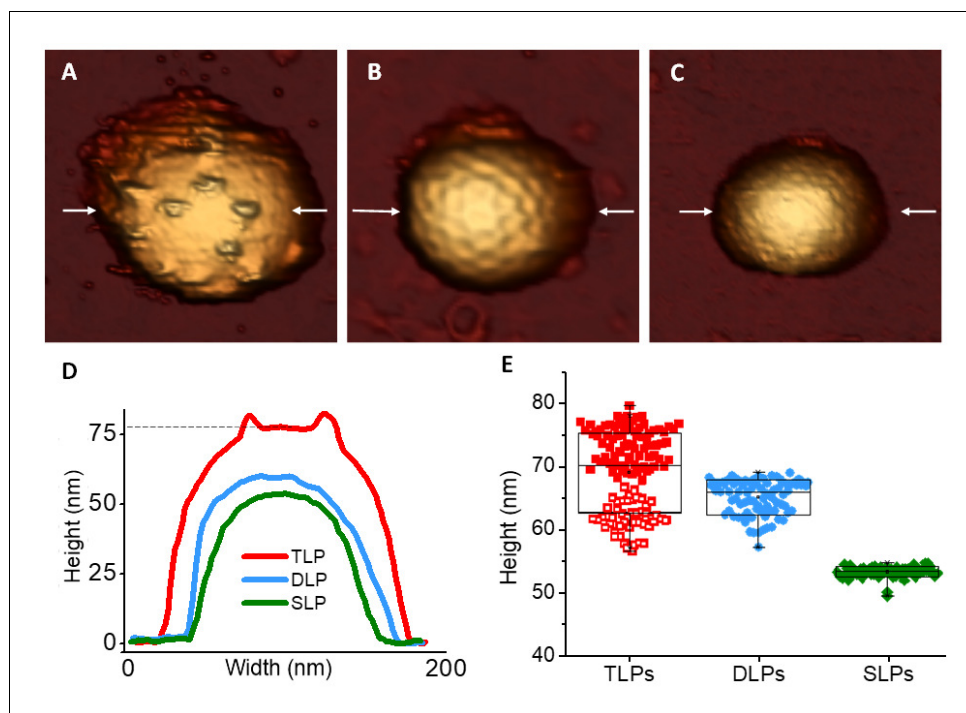 A
B
C
D
Height (nm)
75
50
25
0
TLP
DLP
SLP
0
Width (nm)
200
E
Height (nm)
80
70
60
50
40
TLPs
DLPs
SLPs